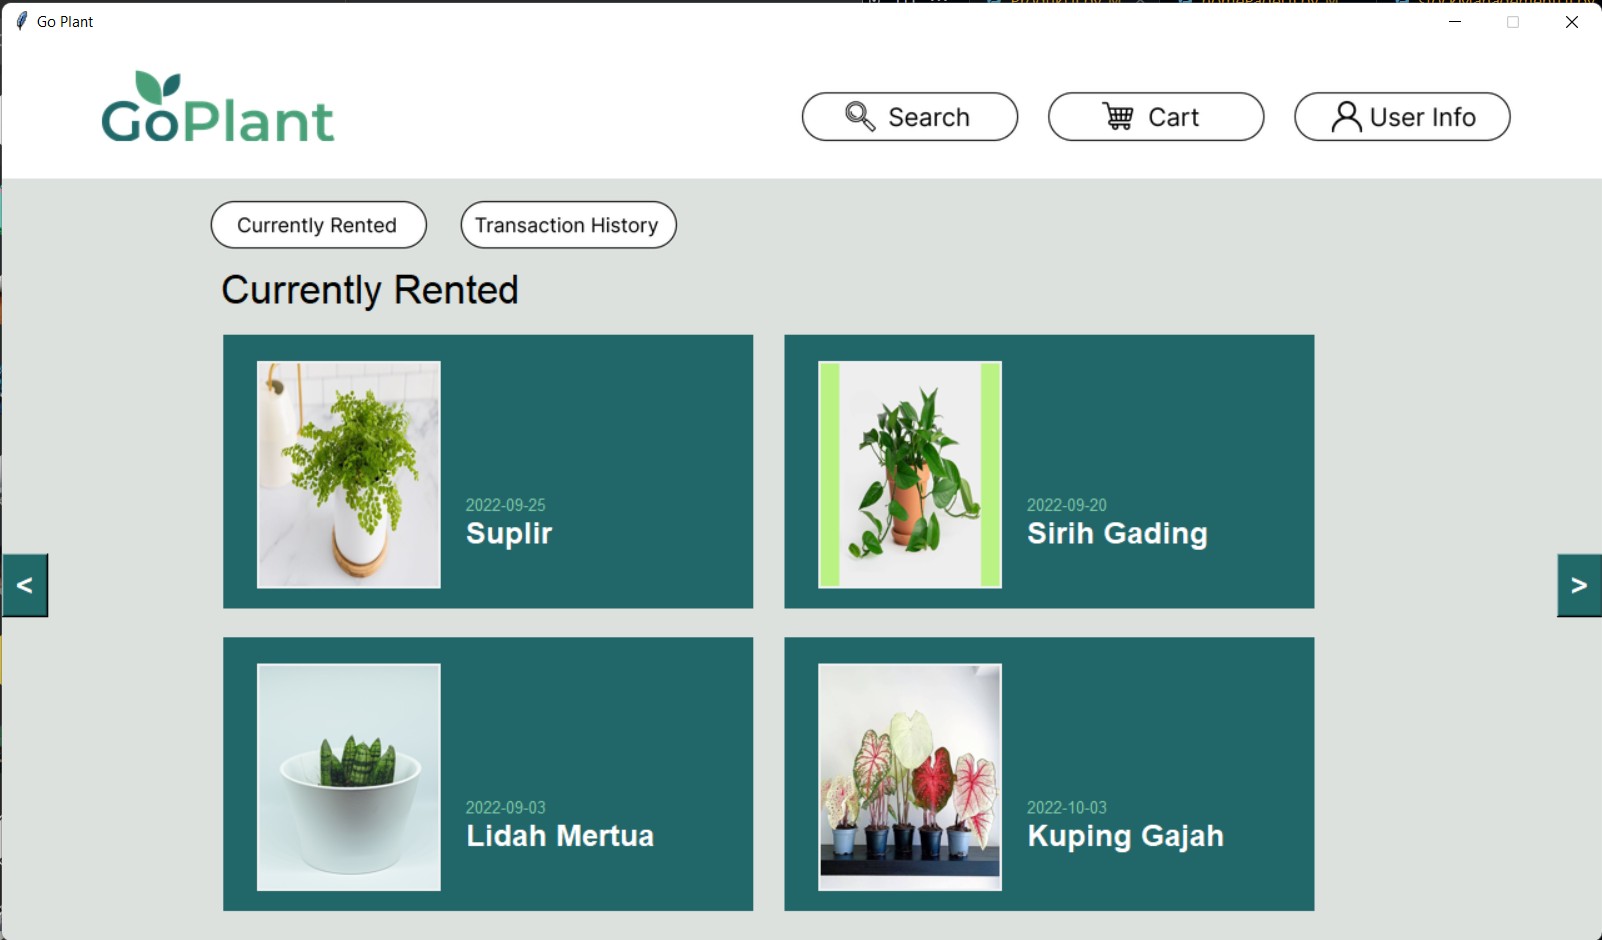 Go Plant
GoPlant
Search
Cart
User Info
Currently Rented
Transaction History
Currently Rented
2022-09-25
Suplir
2022-09-20
Sirih Gading
<
>
2022-09-03
Lidah Mertua
2022-10-03
Kuping Gajah